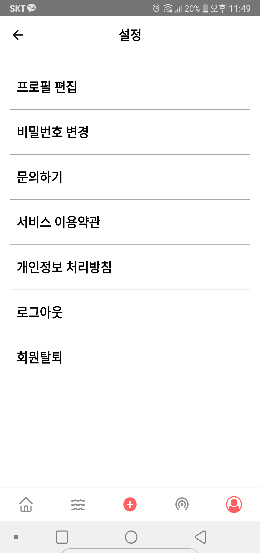 SKT 20% 오후 11:49
설정
프로필 편집
비밀번호 변경
문의하기
서비스 이용약관
개인정보 처리방침
로그아웃
회원탈퇴